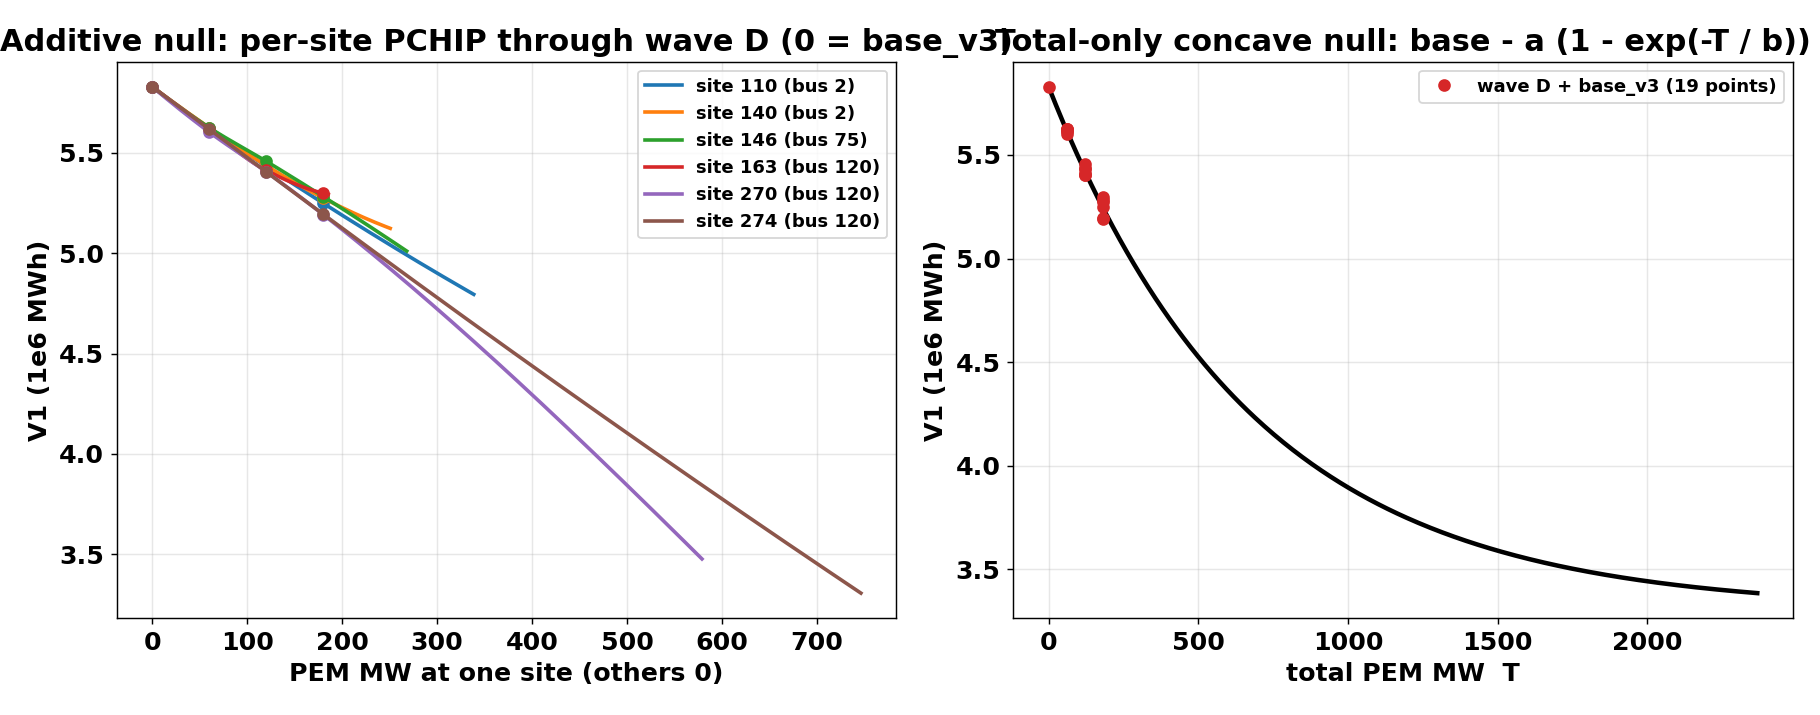 Additive null: per-site PCHIP through wave D (0 = base_v3)
V1 (1e6 MWh)
5.5
5.0
4.5
4.0
3.5
site 110 (bus 2)
site 140 (bus 2)
site 146 (bus 75)
site 163 (bus 120)
site 270 (bus 120)
site 274 (bus 120)
0 100 200 300 400 500 600 700
PEM MW at one site (others 0)
Total-only concave null: base - a (1 - exp(-T / b))
V1 (1e6 MWh)
5.5
5.0
4.5
4.0
3.5
wave D + base_v3 (19 points)
0 500 1000 1500 2000
total PEM MW  T